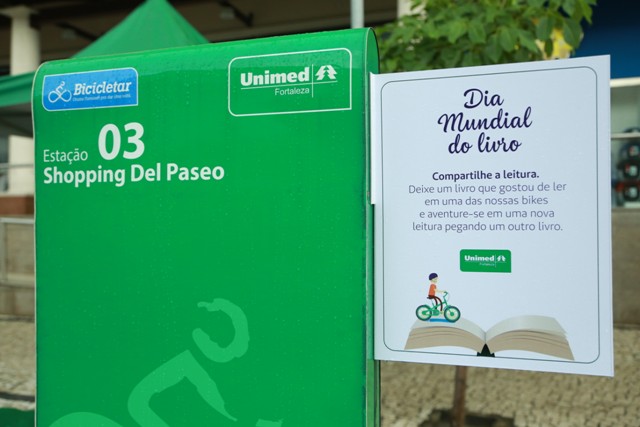 Bicicletar
Unimed
Fortaleza
Estação 03
Shopping Del Paseo
Dia
Mundial
do livro
Compartilhe a leitura.
Deixe um livro que gostou de ler
em uma das nossas bikes
e aventure-se em uma nova
leitura pegando um outro livro.
Unimed
Fortaleza